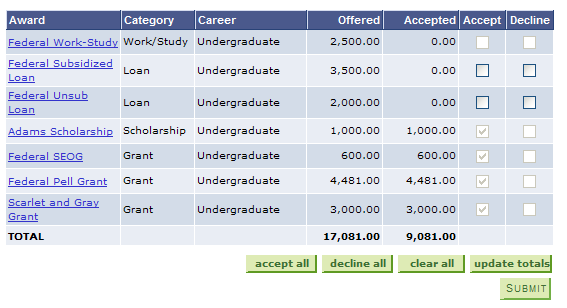 Award Category Career Offered Accepted Accept Decline
Federal Work-Study Work/Study Undergraduate 2,500.00 0.00
Federal Subsidized
Loan Loan Undergraduate 3,500.00 0.00
Federal Unsub
Loan Loan Undergraduate 2,000.00 0.00
Adams Scholarship Scholarship Undergraduate 1,000.00 1,000.00
Federal SEOG Grant Undergraduate 600.00 600.00
Federal Pell Grant Grant Undergraduate 4,481.00 4,481.00
Scarlet and Gray
Grant Grant Undergraduate 3,000.00 3,000.00
TOTAL 17,081.00 9,081.00
accept all decline all clear all update totals
SUBMIT